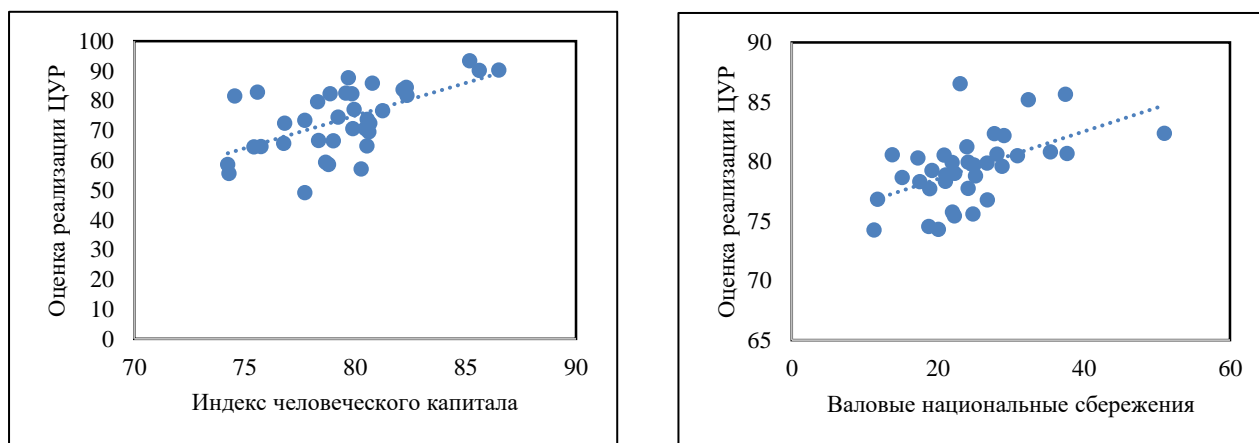 100
90
80
70
60
50
40
30
20
10
0
Оценка реализации ЦУР
70 75 80 85 90
Индекс человеческого капитала
90
85
80
75
70
65
Оценка реализации ЦУР
0 20 40 60
Валовые национальные сбережения